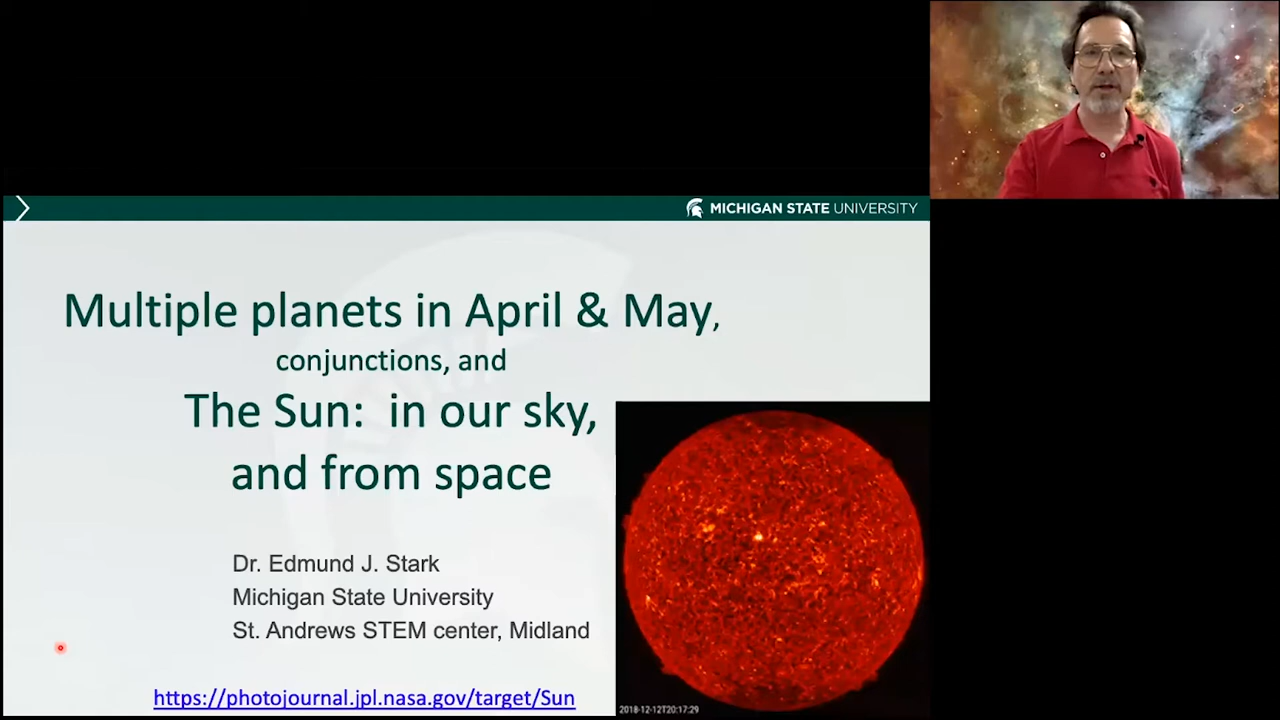 MICHIGAN STATE UNIVERSITY
Multiple planets in April & May,
conjunctions, and
The Sun: in our sky,
and from space
Dr. Edmund J. Stark
Michigan State University
St. Andrews STEM center, Midland
https://photojournal.jpl.nasa.gov/target/Sun
2018-12-12T20:17:29